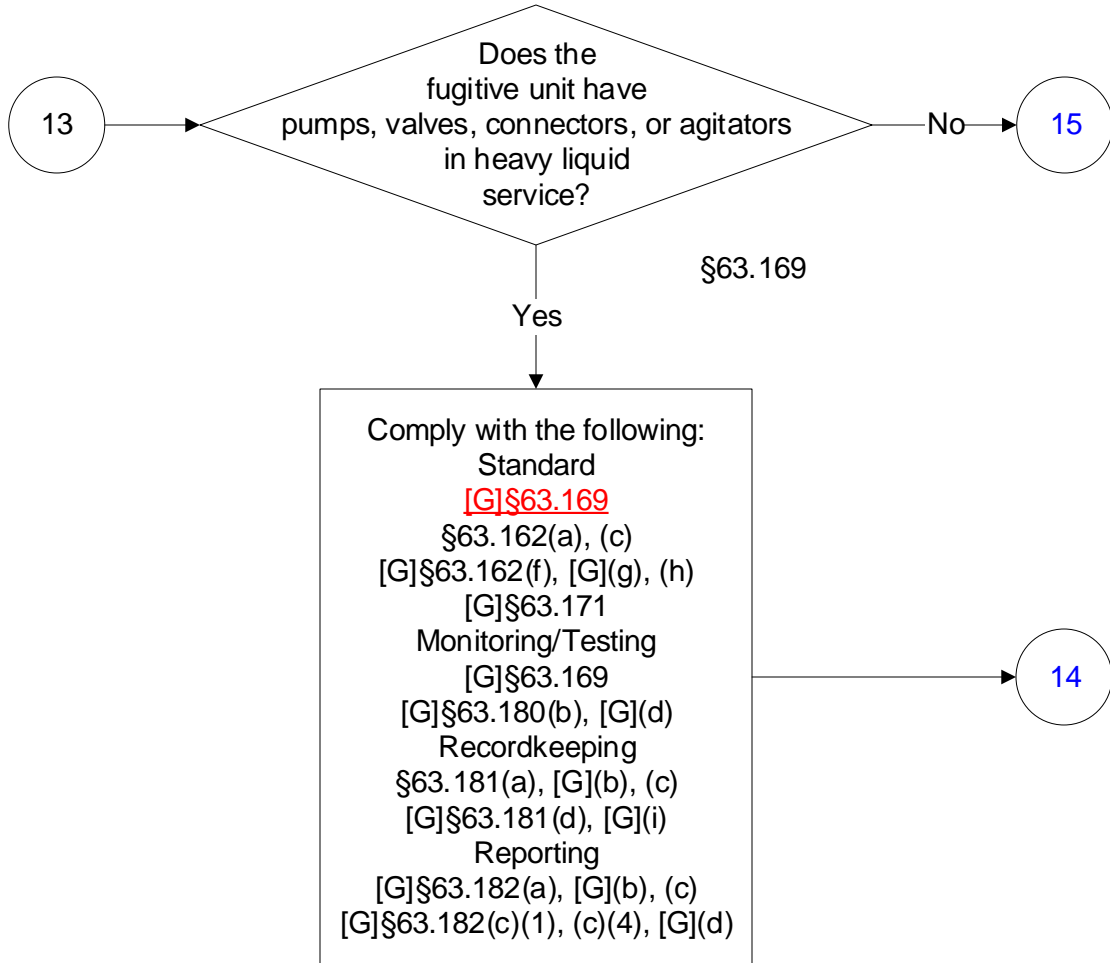 13
Does the
fugitive unit have
pumps, valves, connectors, or agitators
in heavy liquid
service?
No
15
§63.169
Yes
Comply with the following:
Standard
[G]§63.169
§63.162(a), (c)
[G]§63.162(f), [G](g), (h)
[G]§63.171
Monitoring/Testing
[G]§63.169
[G]§63.180(b), [G](d)
Recordkeeping
§63.181(a), [G](b), (c)
[G]§63.181(d), [G](i)
Reporting
[G]§63.182(a), [G](b), (c)
[G]§63.182(c)(1), (c)(4), [G](d)
14